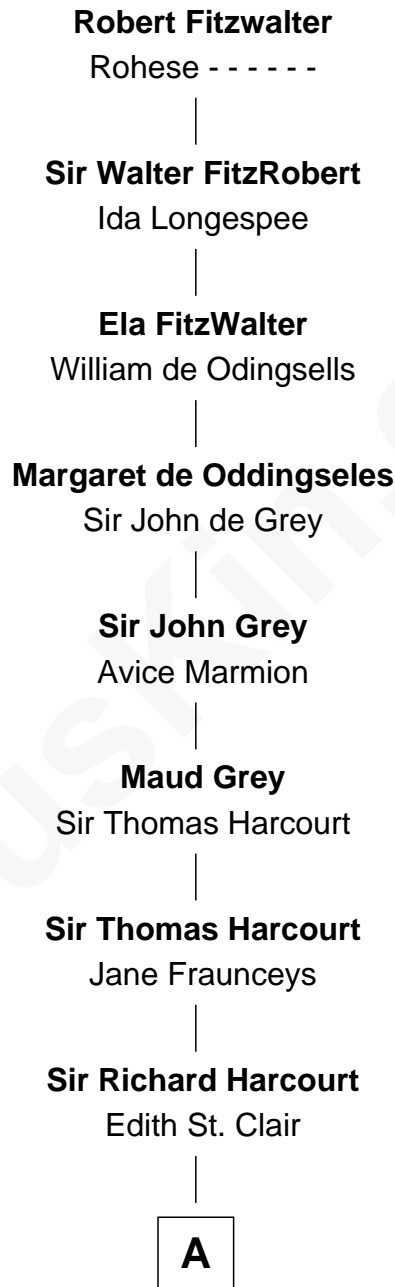 Robert Fitzwalter
Rohese - - - - - -
Sir Walter FitzRobert
Ida Longespee
Ela FitzWalter
William de Odingsells
Margaret de Oddingseles
Sir John de Grey
Sir John Grey
Avice Marmion
Maud Grey
Sir Thomas Harcourt
Sir Thomas Harcourt
Jane Fraunceys
Sir Richard Harcourt
Edith St. Clair
A